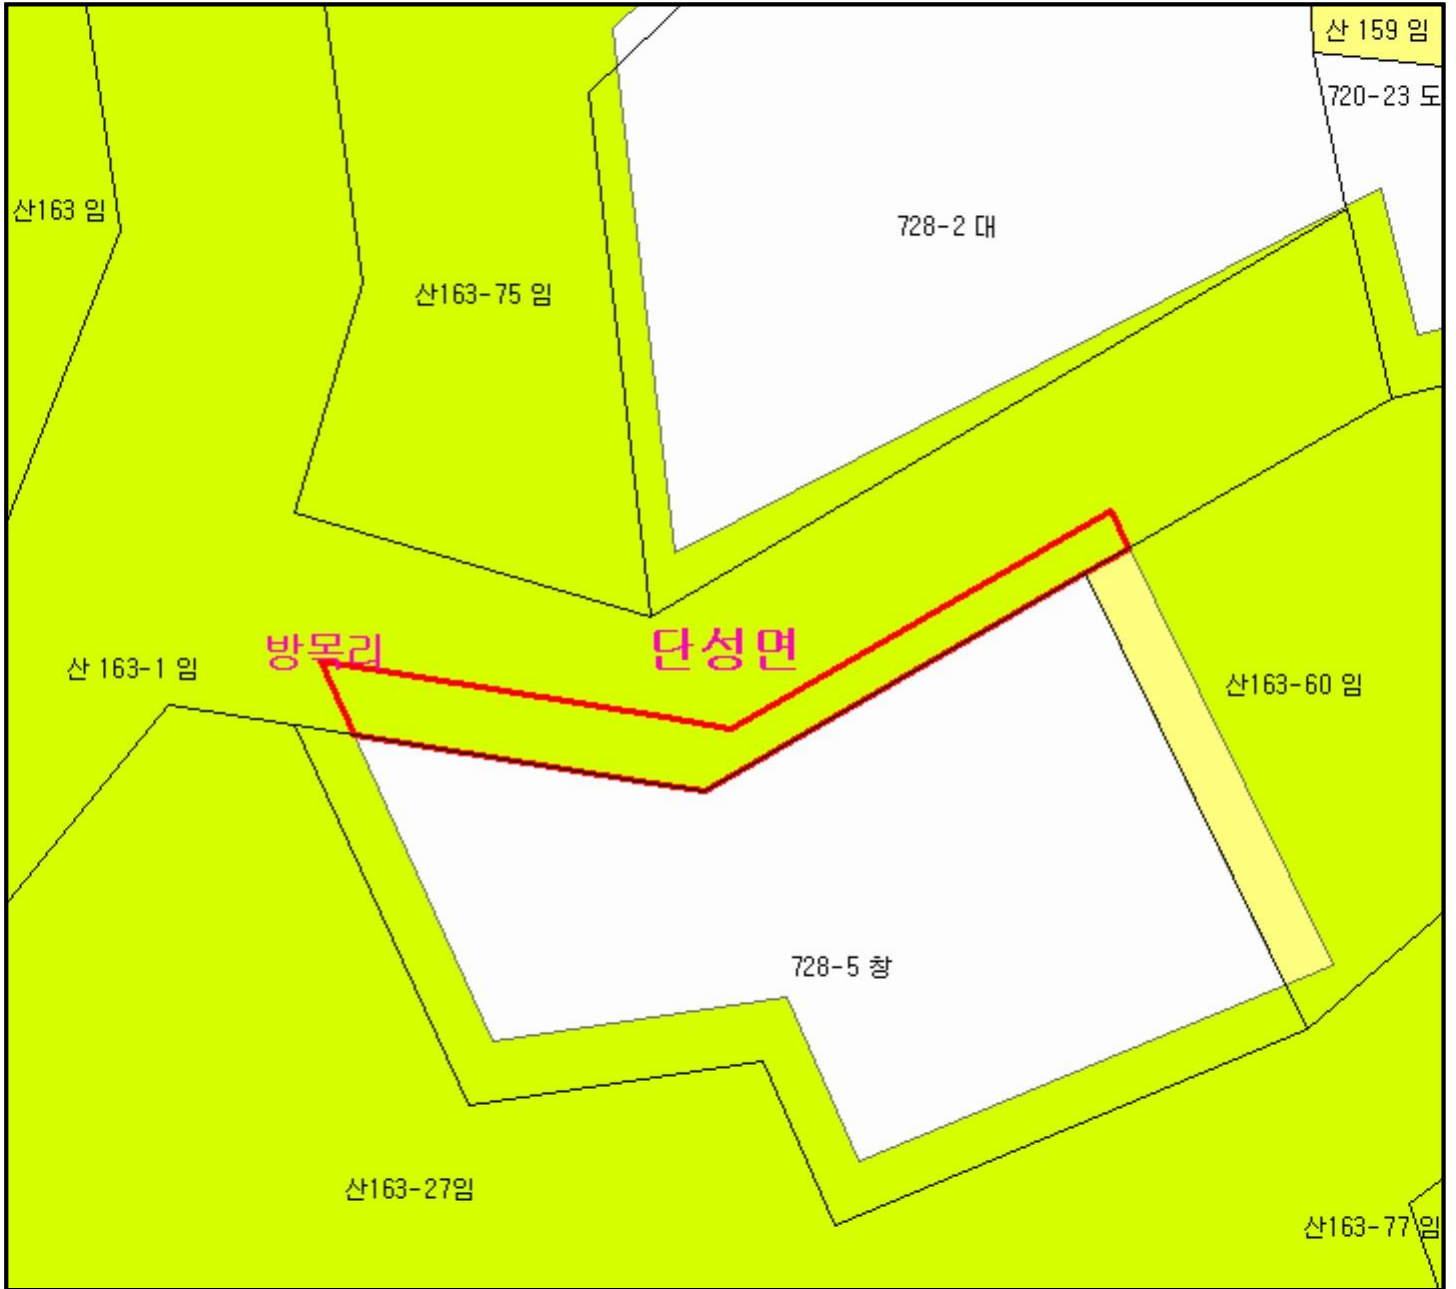 산 159 임
720-23 도
산163 임
728-2 대
산163-75 임
방목리
단성면
산 163-1 임
산163-60 임
728-5 창
산163-27임
산163-77 임